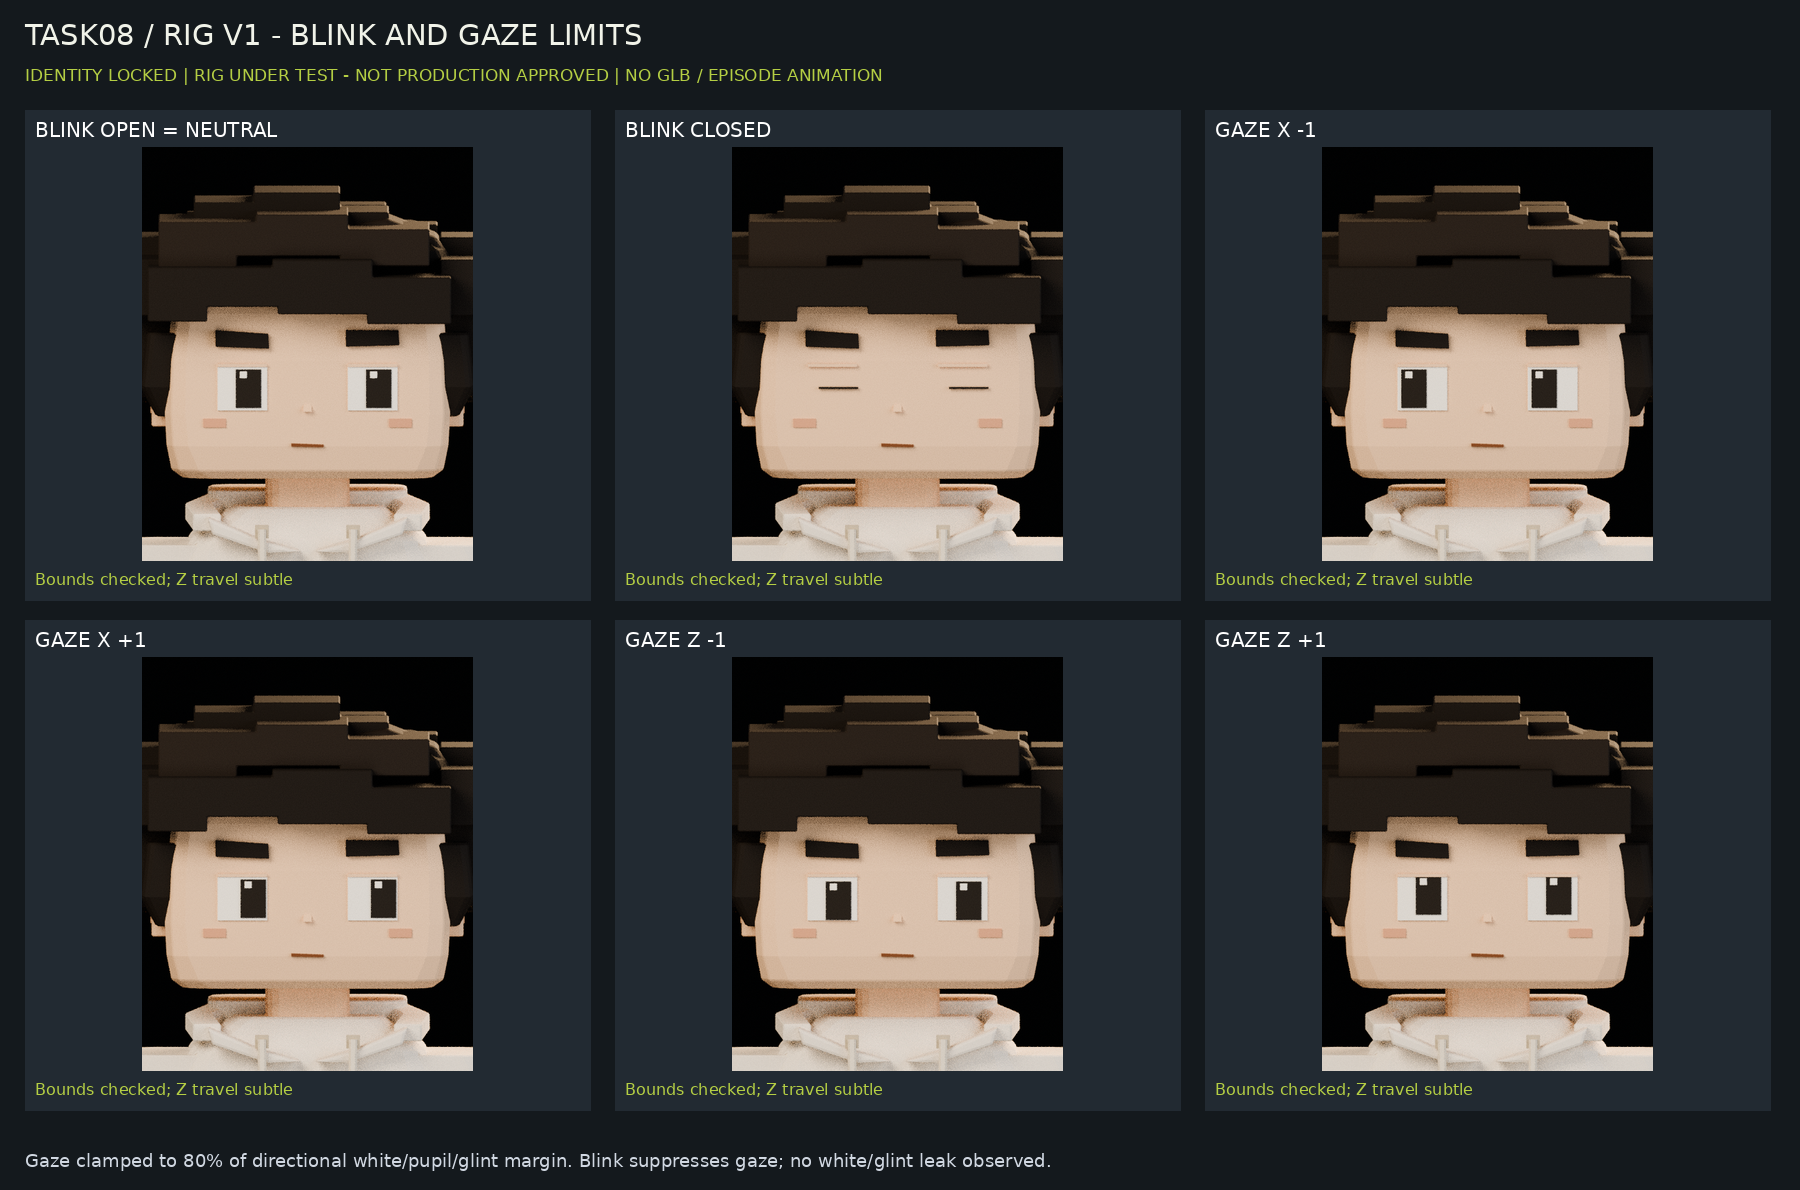 TASK08 / RIG V1 - BLINK AND GAZE LIMITS
IDENTITY LOCKED | RIG UNDER TEST - NOT PRODUCTION APPROVED | NO GLB / EPISODE ANIMATION
BLINK OPEN = NEUTRAL
BLINK CLOSED
GAZE X -1
Bounds checked; Z travel subtle
Bounds checked; Z travel subtle
Bounds checked; Z travel subtle
GAZE X +1
GAZE Z -1
GAZE Z +1
Bounds checked; Z travel subtle
Bounds checked; Z travel subtle
Bounds checked; Z travel subtle
Gaze clamped to 80% of directional white/pupil/glint margin. Blink suppresses gaze; no white/glint leak observed.